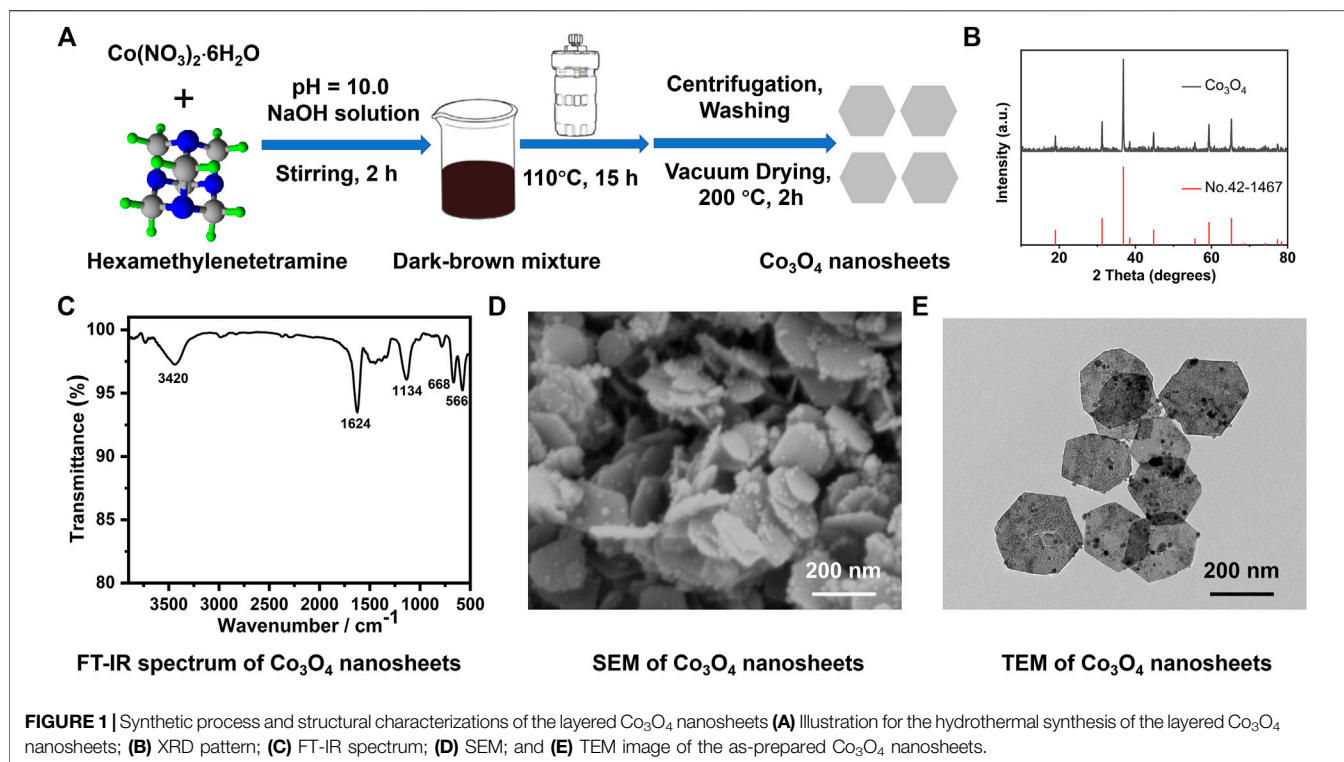 A
Co(NO₃)₂·6H₂O
+
Hexamethylenetetramine
pH = 10.0
NaOH solution
Stirring, 2 h
Dark-brown mixture
110°C, 15 h
Centrifugation,
Washing
Vacuum Drying,
200 °C, 2h
Co₃O₄ nanosheets
B
Intensity (a.u.)
Co₃O₄
No.42-1467
20
40
60
80
2 Theta (degrees)
C
Transmittance (%)
100
95
90
85
80
3420
1624
1134
668
566
3500
3000
2500
2000
1500
1000
500
Wavenumber / cm⁻¹
FT-IR spectrum of Co₃O₄ nanosheets
D
200 nm
SEM of Co₃O₄ nanosheets
E
200 nm
TEM of Co₃O₄ nanosheets
FIGURE 1 | Synthetic process and structural characterizations of the layered Co₃O₄ nanosheets (A) Illustration for the hydrothermal synthesis of the layered Co₃O₄
nanosheets; (B) XRD pattern; (C) FT-IR spectrum; (D) SEM; and (E) TEM image of the as-prepared Co₃O₄ nanosheets.